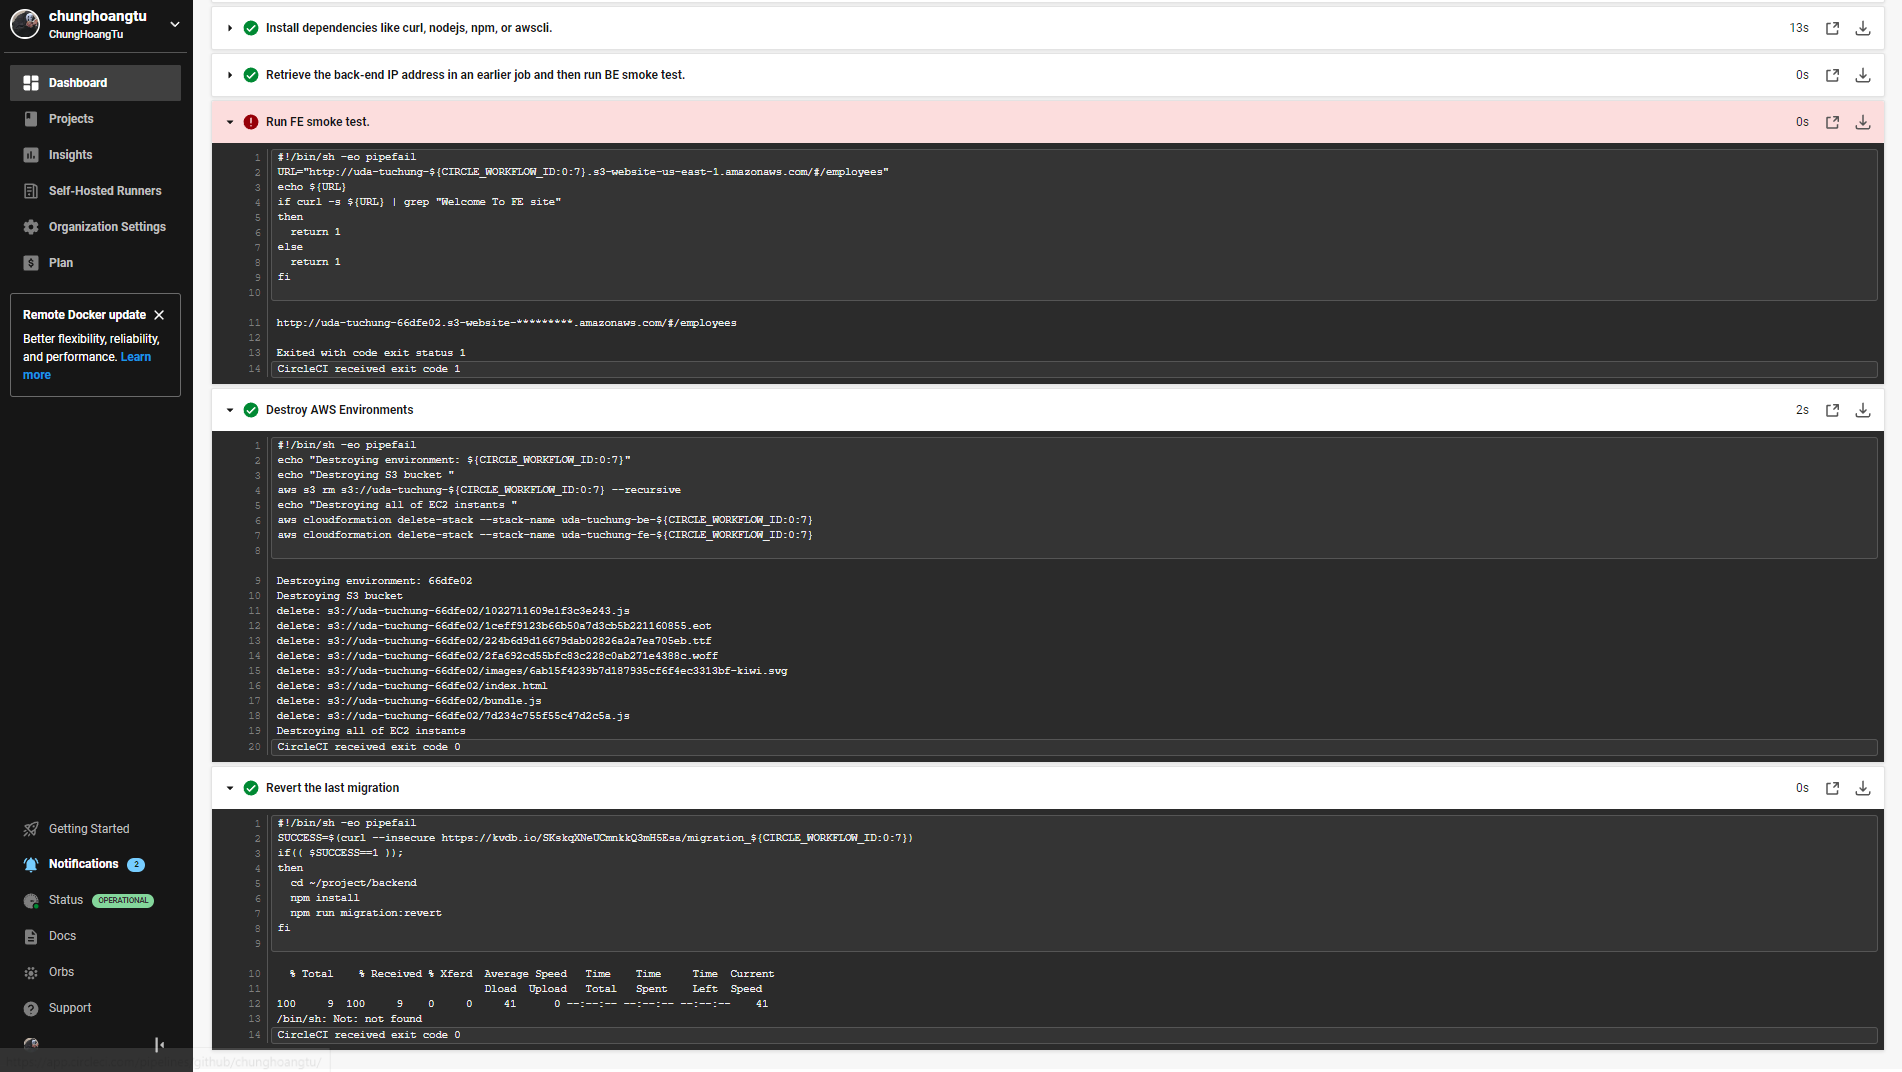 chunghoangtu
ChungHoangTu
Dashboard
Projects
Insights
Self-Hosted Runners
Organization Settings
Plan
Remote Docker update
Better flexibility, reliability,
and performance. Learn
more
Getting Started
Notifications 2
Status OPERATIONAL
Docs
Orbs
Support
github/chunghoangtu/
Install dependencies like curl, nodejs, npm, or awscli. 13s
Retrieve the back-end IP address in an earlier job and then run BE smoke test. 0s
Run FE smoke test. 0s
1 #!/bin/sh -eo pipefail
2 URL="http://uda-tuchung-${CIRCLE_WORKFLOW_ID:0:7}.s3-website-us-east-1.amazonaws.com/#/employees"
3 echo ${URL}
4 if curl -s ${URL} | grep "Welcome To FE site"
5 then
6 return 1
7 else
8 return 1
9 fi
10
11 http://uda-tuchung-66dfe02.s3-website-*********.amazonaws.com/#/employees
12
13 Exited with code exit status 1
14 CircleCI received exit code 1
Destroy AWS Environments 2s
1 #!/bin/sh -eo pipefail
2 echo "Destroying environment: ${CIRCLE_WORKFLOW_ID:0:7}"
3 echo "Destroying S3 bucket "
4 aws s3 rm s3://uda-tuchung-${CIRCLE_WORKFLOW_ID:0:7} --recursive
5 echo "Destroying all of EC2 instants "
6 aws cloudformation delete-stack --stack-name uda-tuchung-be-${CIRCLE_WORKFLOW_ID:0:7}
7 aws cloudformation delete-stack --stack-name uda-tuchung-fe-${CIRCLE_WORKFLOW_ID:0:7}
8
9 Destroying environment: 66dfe02
10 Destroying S3 bucket
11 delete: s3://uda-tuchung-66dfe02/1022711609e1f3c3e243.js
12 delete: s3://uda-tuchung-66dfe02/1ceff9123b66b50a7d3cb5b221160855.eot
13 delete: s3://uda-tuchung-66dfe02/224b6d9d16679dab02826a2a7ea705eb.ttf
14 delete: s3://uda-tuchung-66dfe02/2fa692cd55bfc83c228c0ab271e4388c.woff
15 delete: s3://uda-tuchung-66dfe02/images/6ab15f4239b7d187935cf6f4ec3313bf-kiwi.svg
16 delete: s3://uda-tuchung-66dfe02/index.html
17 delete: s3://uda-tuchung-66dfe02/bundle.js
18 delete: s3://uda-tuchung-66dfe02/7d234c755f55c47d2c5a.js
19 Destroying all of EC2 instants
20 CircleCI received exit code 0
Revert the last migration 0s
1 #!/bin/sh -eo pipefail
2 SUCCESS=$(curl --insecure https://kvdb.io/SKskqXNeUCmnkkQ3mH5Esa/migration_${CIRCLE_WORKFLOW_ID:0:7})
3 if(( $SUCCESS==1 ));
4 then
5 cd ~/project/backend
6 npm install
7 npm run migration:revert
8 fi
9
10 % Total % Received % Xferd Average Speed Time Time Time Current
11 Dload Upload Total Spent Left Speed
12 100 9 100 9 0 0 41 0 --:--:-- --:--:-- --:--:-- 41
13 /bin/sh: Not: not found
14 CircleCI received exit code 0